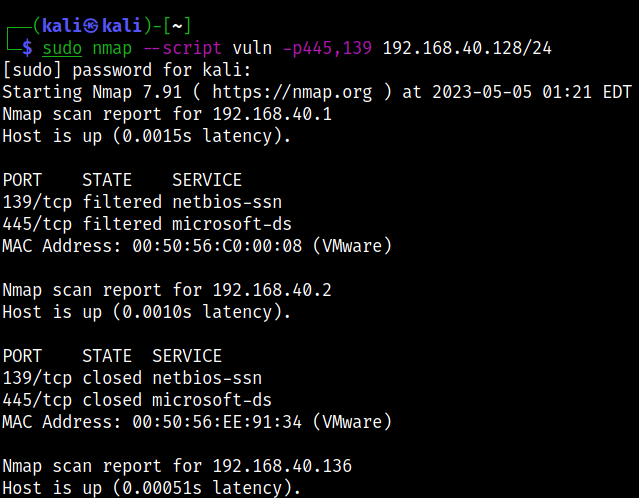 ┌──(kali㉿kali)-[~]
└─$ sudo nmap --script vuln -p445,139 192.168.40.128/24
[sudo] password for kali:
Starting Nmap 7.91 ( https://nmap.org ) at 2023-05-05 01:21 EDT
Nmap scan report for 192.168.40.1
Host is up (0.0015s latency).

PORT    STATE    SERVICE
139/tcp filtered netbios-ssn
445/tcp filtered microsoft-ds
MAC Address: 00:50:56:C0:00:08 (VMware)

Nmap scan report for 192.168.40.2
Host is up (0.0010s latency).

PORT    STATE  SERVICE
139/tcp closed netbios-ssn
445/tcp closed microsoft-ds
MAC Address: 00:50:56:EE:91:34 (VMware)

Nmap scan report for 192.168.40.136
Host is up (0.00051s latency).